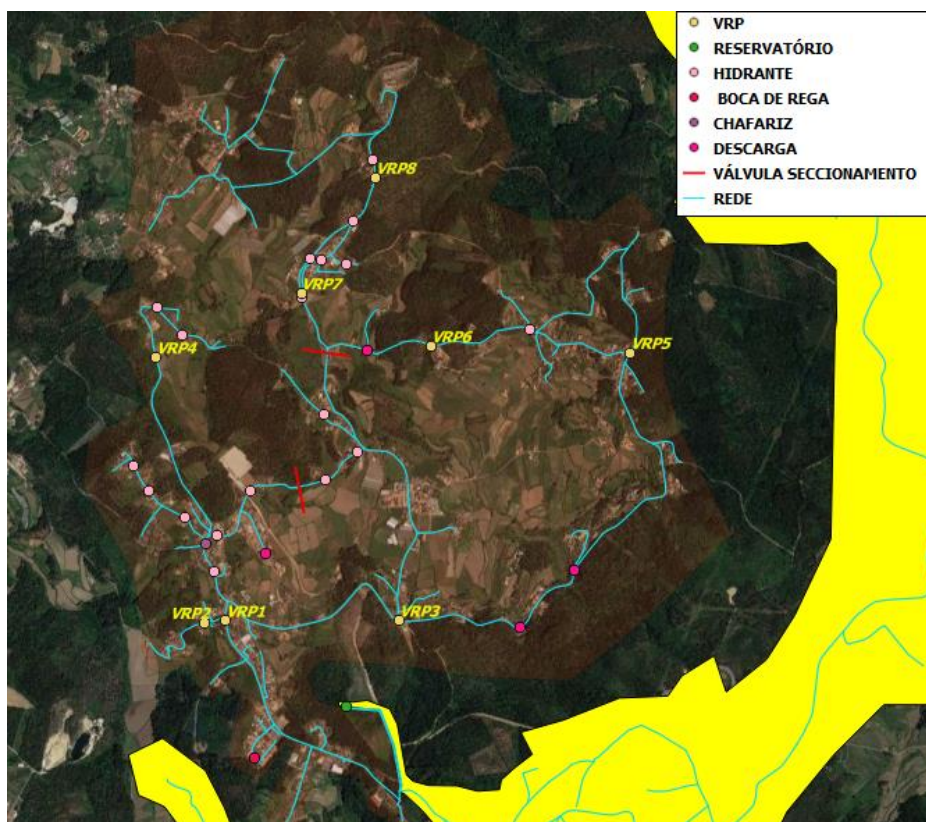 VRP
RESERVATÓRIO
HIDRANTE
BOCA DE REGA
CHAFARIZ
DESCARGA
VÁLVULA SECCIONAMENTO
REDE
VRP8
VRP7
VRP6
VRP5
VRP4
VRP2
VRP1
VRP3